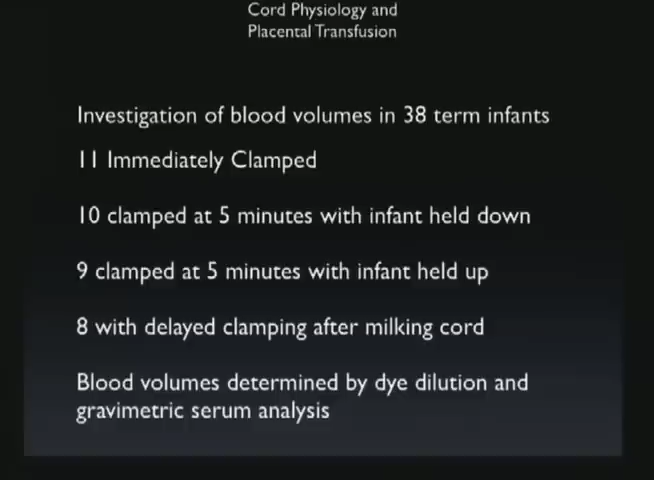 Cord Physiology and
Placental Transfusion
Investigation of blood volumes in 38 term infants
11 Immediately Clamped
10 clamped at 5 minutes with infant held down
9 clamped at 5 minutes with infant held up
8 with delayed clamping after milking cord
Blood volumes determined by dye dilution and
gravimetric serum analysis